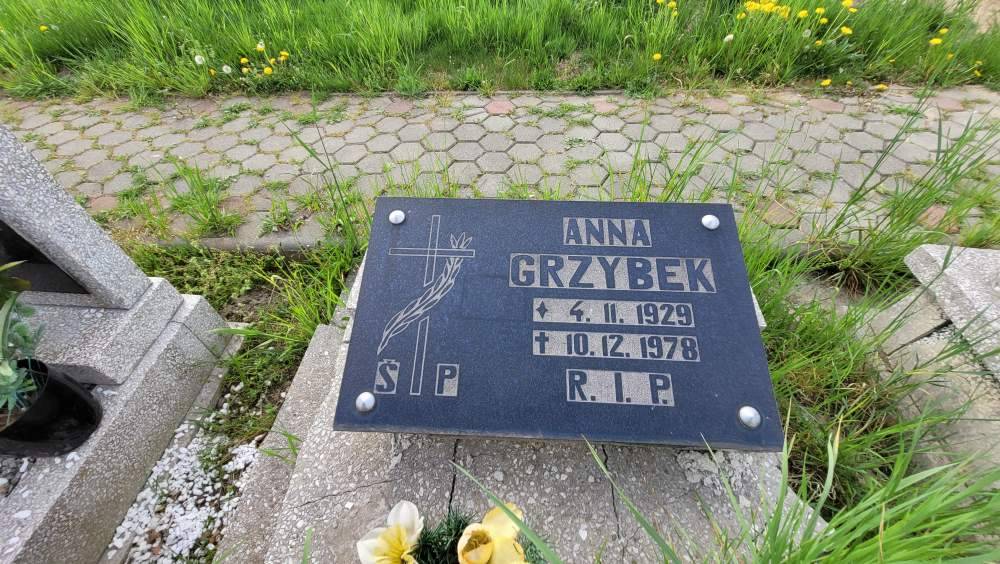 ANNA
GRZYBEK
4. 11. 1929
10. 12. 1978
R. I. P.
Ś P